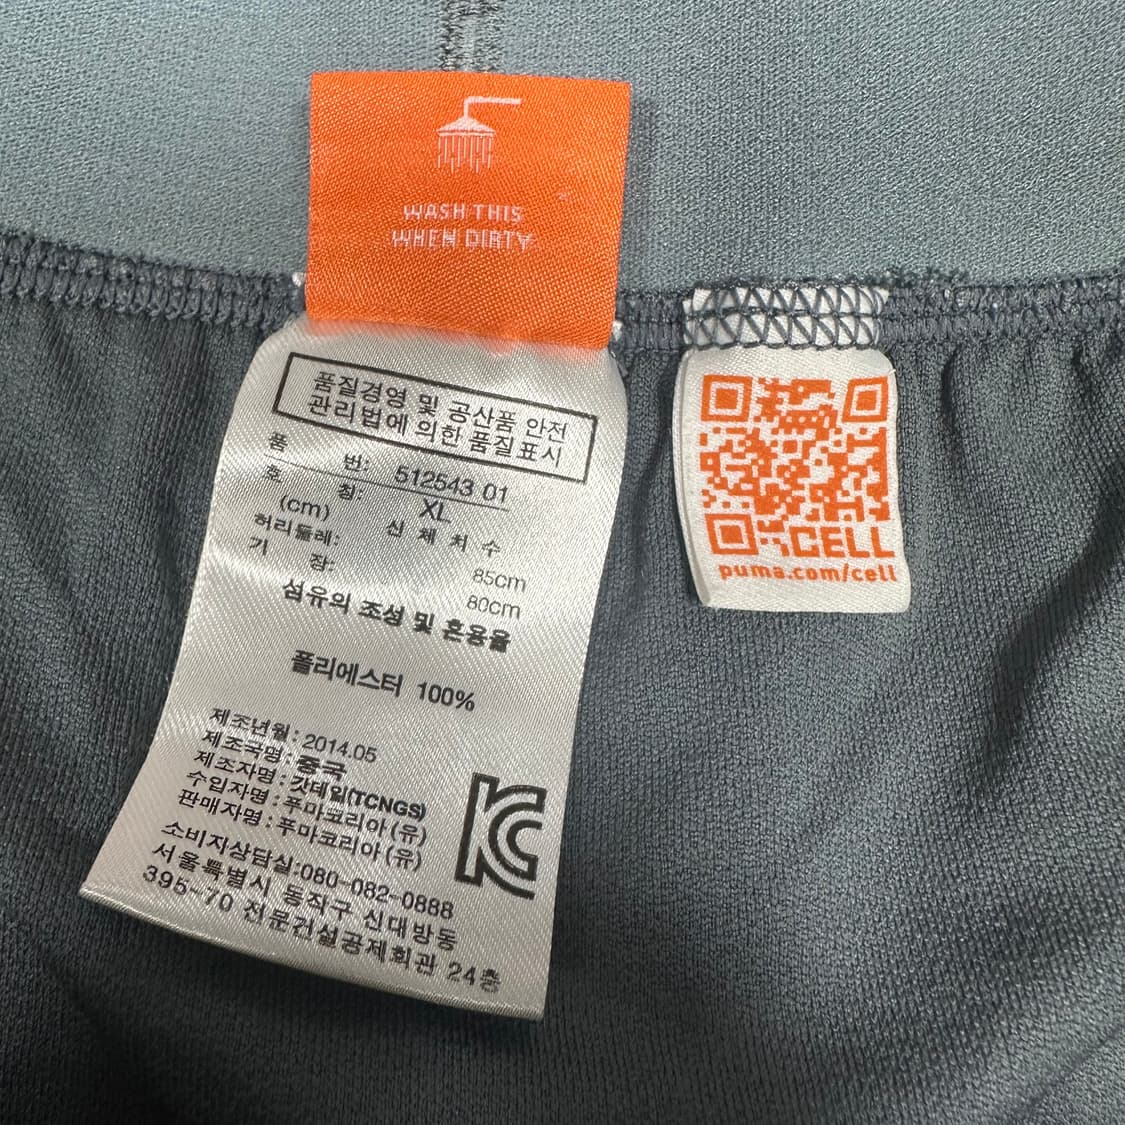 WASH THIS
WHEN DIRTY
품질경영 및 공산품 안전
관리법에 의한 품질표시
품 번: 512543 01
호 칭: XL
(cm) 신 체 처 수
허리둘레: 85cm
기 장: 80cm
섬유의 조성 및 혼용율
폴리에스터 100%
제조년월: 2014.05
제조국명: 중국
제조자명: 갓데일(TCNGS)
수입자명: 푸마코리아(유)
판매자명: 푸마코리아(유)
소비자상담실:080-082-0888
서울특별시 동작구 신대방동
395-70 전문건설공제회관 24층
CELL
puma.com/cell